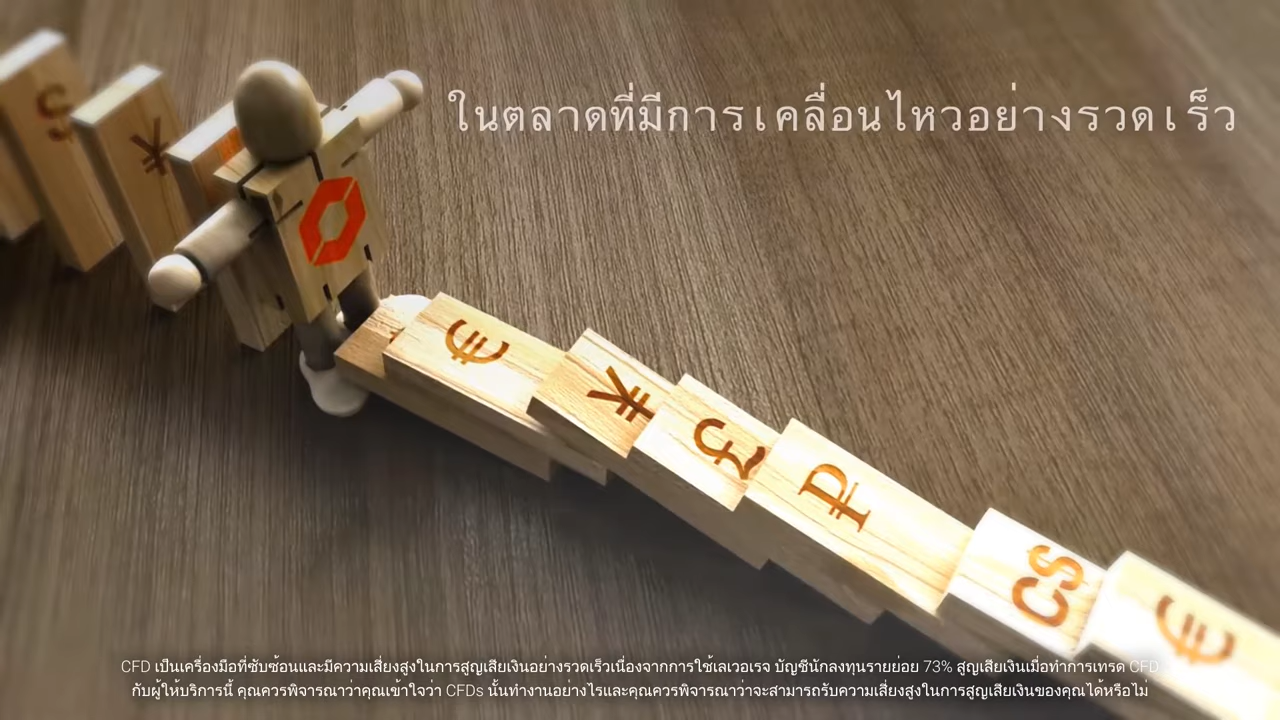 ในตลาดที่มีการเคลื่อนไหวอย่างรวดเร็ว
$
¥
€
¥
£
₽
C$
€
CFD เป็นเครื่องมือที่ซับซ้อนและมีความเสี่ยงสูงในการสูญเสียเงินอย่างรวดเร็วเนื่องจากการใช้เลเวอเรจ บัญชีนักลงทุนรายย่อย 73% สูญเสียเงินเมื่อทำการเทรด CFD
กับผู้ให้บริการนี้ คุณควรพิจารณาว่าคุณเข้าใจว่า CFDs นั้นทำงานอย่างไรและคุณควรพิจารณาว่าจะสามารถรับความเสี่ยงสูงในการสูญเสียเงินของคุณได้หรือไม่